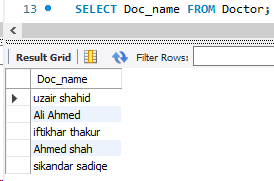 13 SELECT Doc_name FROM Doctor;
Result Grid Filter Rows:
Doc_name
uzair shahid
Ali Ahmed
iftikhar thakur
Ahmed shah
sikandar sadiqe